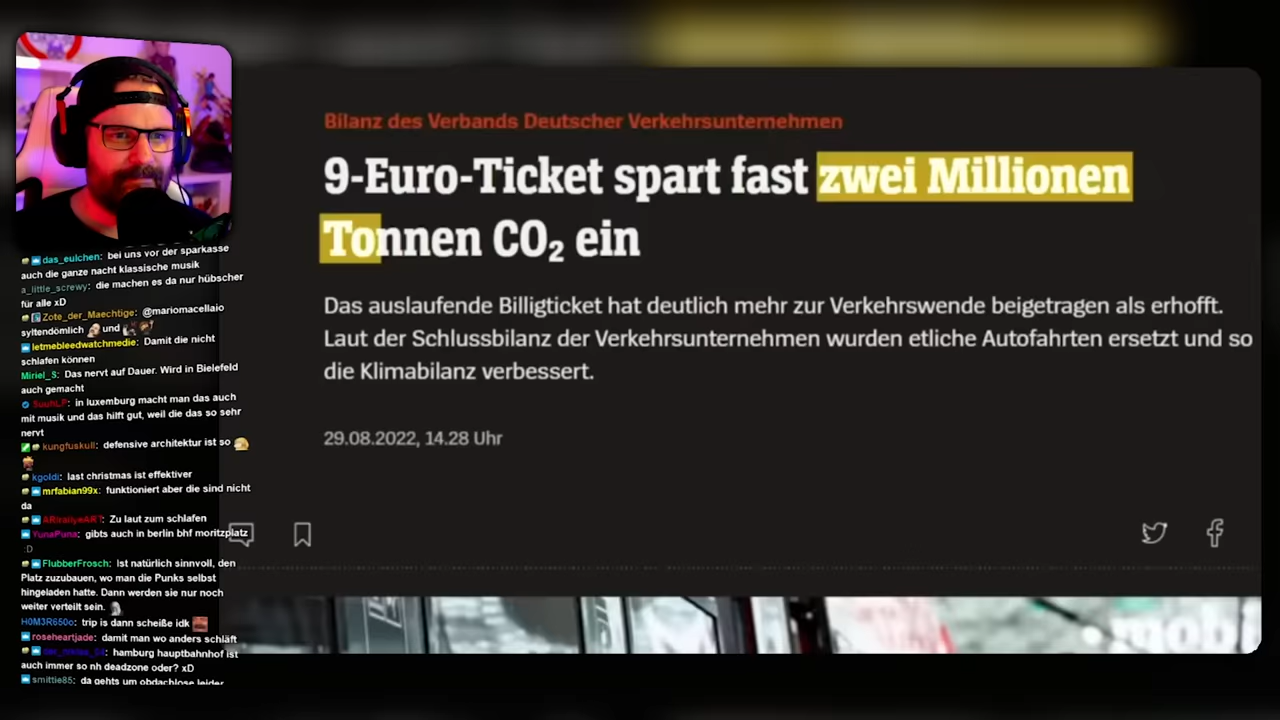 Bilanz des Verbands Deutscher Verkehrsunternehmen
9-Euro-Ticket spart fast zwei Millionen
Tonnen CO₂ ein
Das auslaufende Billigticket hat deutlich mehr zur Verkehrswende beigetragen als erhofft.
Laut der Schlussbilanz der Verkehrsunternehmen wurden etliche Autofahrten ersetzt und so
die Klimabilanz verbessert.
29.08.2022, 14.28 Uhr
das_eulchen: bei uns vor der sparkasse
auch die ganze nacht klassische musik
a_little_screwy: die machen es da nur hübscher
für alle xD
Zote_der_Maechtige: @mariomacellaio
syltendömlich und
letmebleedwatchmedie: Damit die nicht
schlafen können
Miriel_S: Das nervt auf Dauer. Wird in Bielefeld
auch gemacht
in luxemburg macht man das auch
mit musik und das hilft gut, weil die das so sehr
nervt
kungfuskull: defensive architektur ist so
kgoldi: last christmas ist effektiver
mrfabian99x: funktioniert aber die sind nicht
da
Zu laut zum schlafen
YunaPuna: gibts auch in berlin bhf moritzplatz
:D
FlubberFrosch: Ist natürlich sinnvoll, den
Platz zuzubauen, wo man die Punks selbst
hingeladen hatte. Dann werden sie nur noch
weiter verteilt sein.
H0M3R650o: trip is dann scheiße idk
roseheartjade: damit man wo anders schläft
hamburg hauptbahnhof ist
auch immer so nh deadzone oder? xD
smittie85: da gehts um obdachlose leider